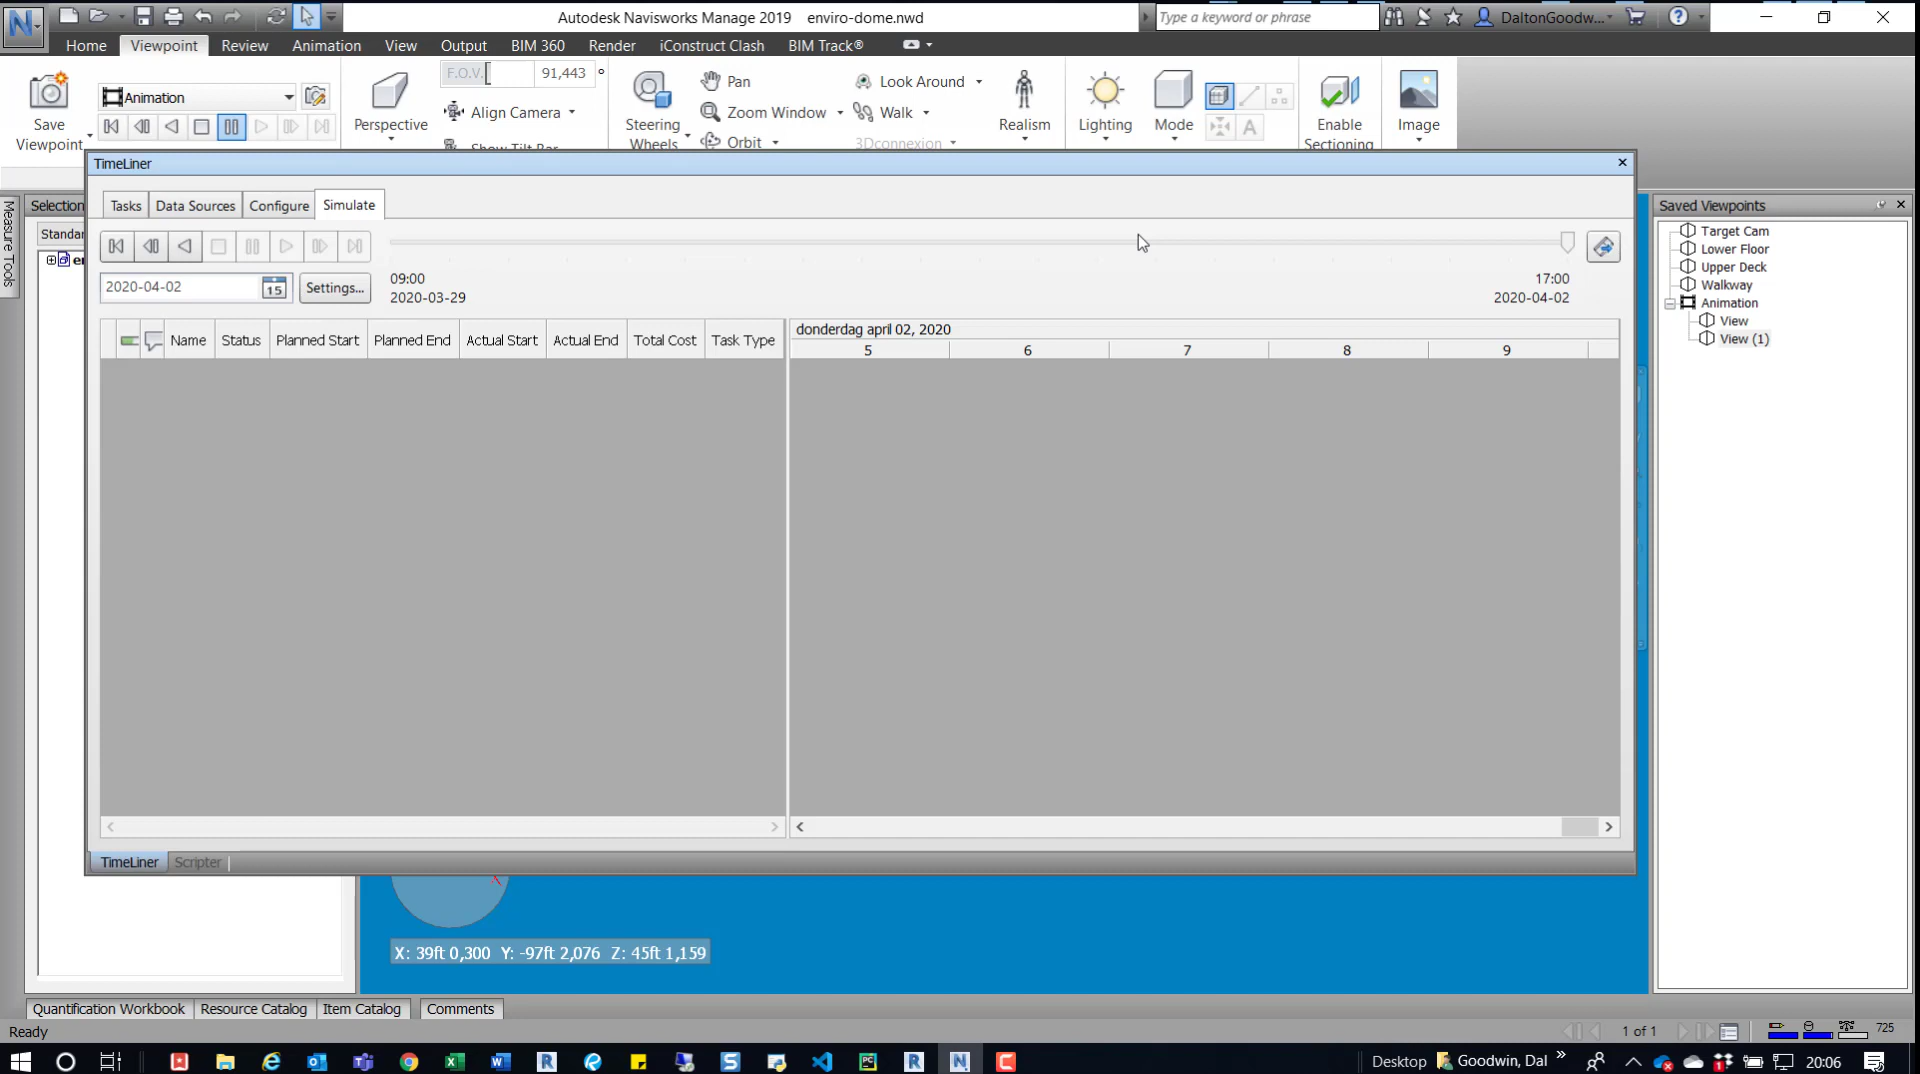 Autodesk Navisworks Manage 2019 enviro-dome.nwd
Type a keyword or phrase
DaltonGoodw...
Home Viewpoint Review Animation View Output BIM 360 Render iConstruct Clash BIM Track®
Save Viewpoint
Animation
Perspective
F.O.V. 91,443 °
Align Camera
Show Tilt Bar
Steering Wheels
Pan
Zoom Window
Orbit
Look Around
Walk
3Dconnexion
Realism
Lighting
Mode
Enable Sectioning
Image
TimeLiner
Measure Tools
Selection
Standar
en
Tasks Data Sources Configure Simulate
2020-04-02 15 Settings...
09:00
2020-03-29
17:00
2020-04-02
Name Status Planned Start Planned End Actual Start Actual End Total Cost Task Type
donderdag april 02, 2020
5 6 7 8 9
TimeLiner Scripter
Saved Viewpoints
Target Cam
Lower Floor
Upper Deck
Walkway
Animation
View
View (1)
X
X: 39ft 0,300 Y: -97ft 2,076 Z: 45ft 1,159
Quantification Workbook Resource Catalog Item Catalog Comments
Ready
1 of 1
725
Desktop Goodwin, Dal
20:06